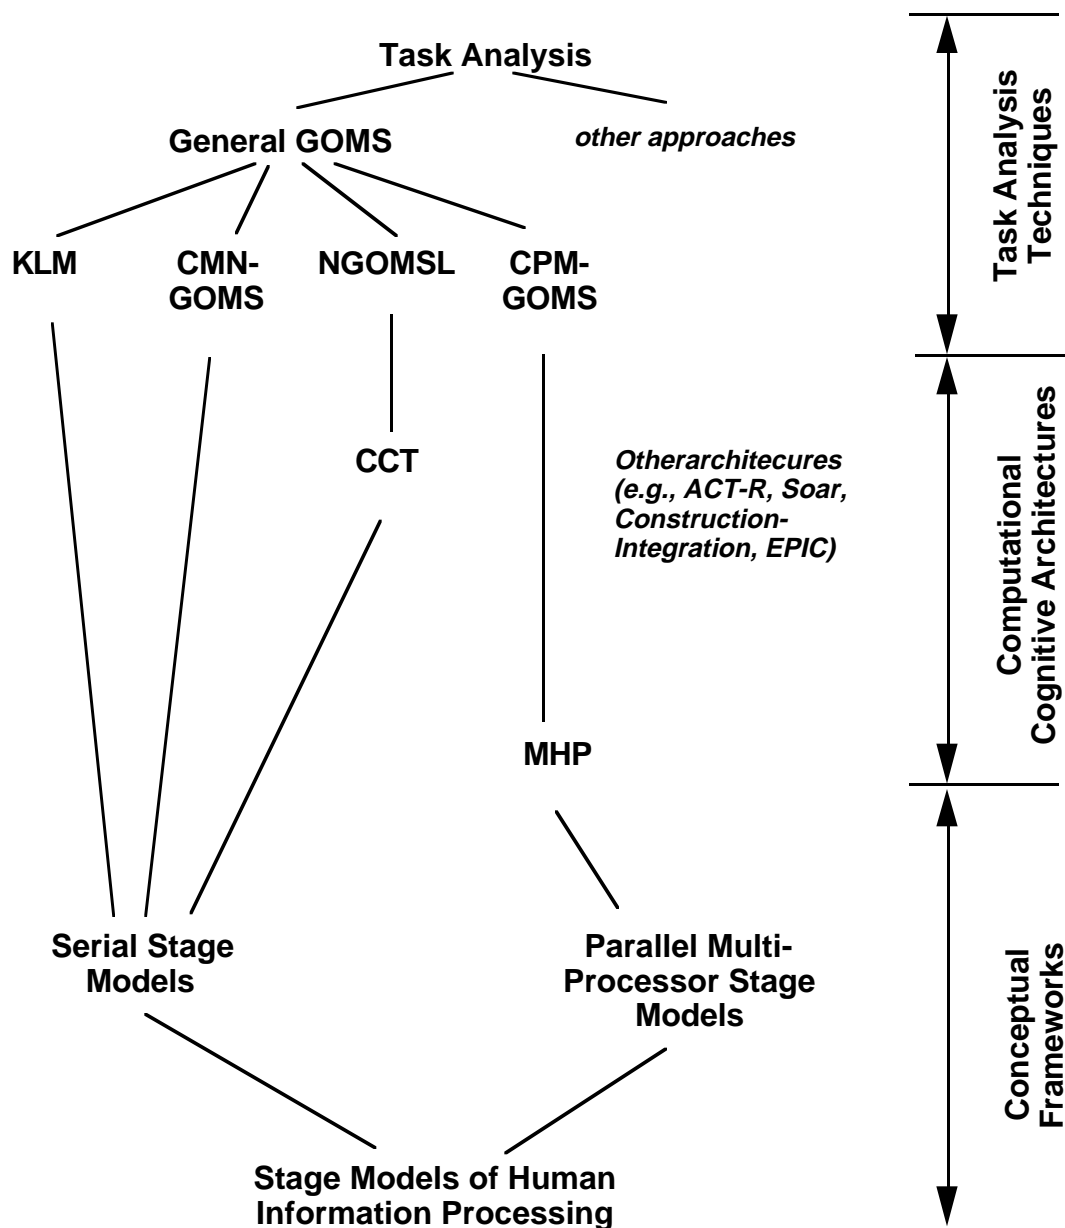 Task Analysis
General GOMS
other approaches
KLM
CMN-
GOMS
NGOMSL
CPM-
GOMS
Task Analysis
Techniques
CCT
Otherarchitecures
(e.g., ACT-R, Soar,
Construction-
Integration, EPIC)
MHP
Computational
Cognitive Architectures
Serial Stage
Models
Parallel Multi-
Processor Stage
Models
Stage Models of Human
Information Processing
Conceptual
Frameworks